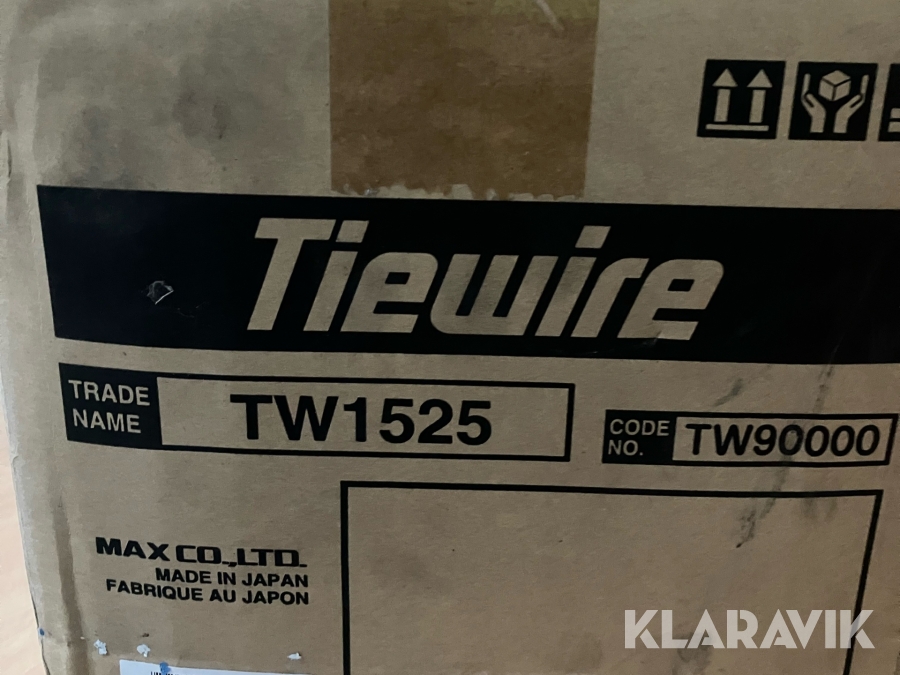 Tiewire
TRADE NAME
TW1525
CODE NO.
TW90000
MAX CO.,LTD.
MADE IN JAPAN
FABRIQUE AU JAPON
KLARAVIK